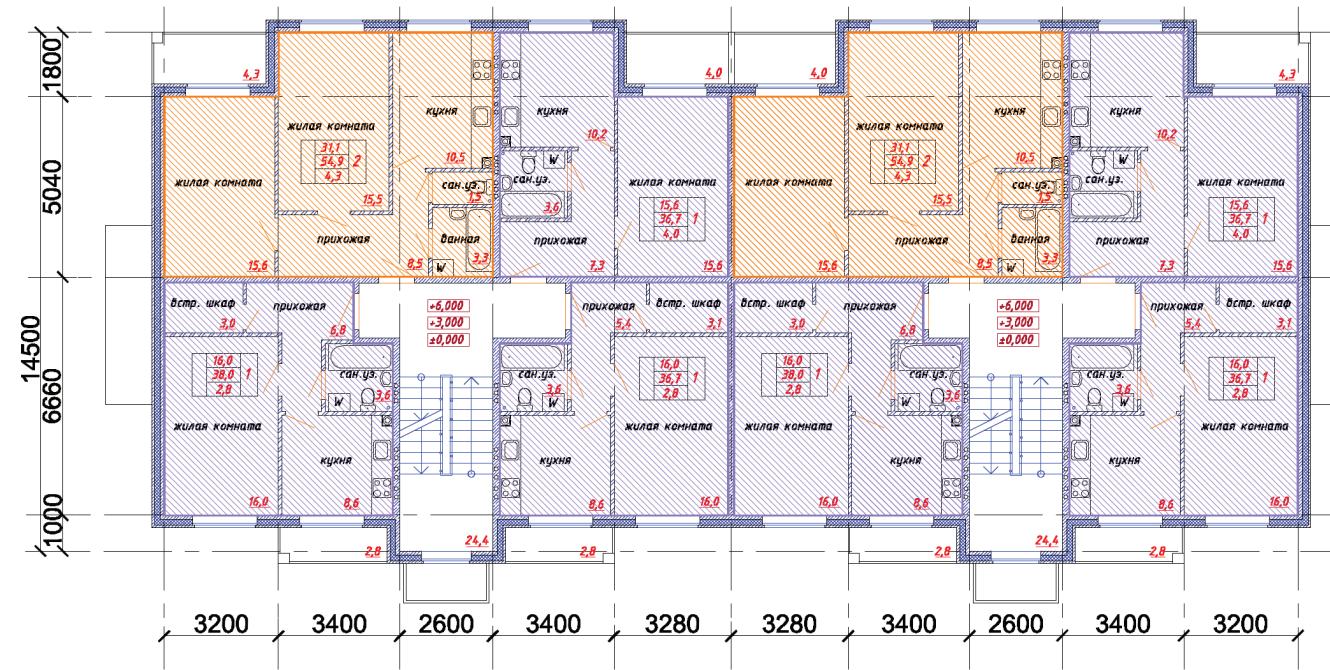 1800
5040
14500
6660
1000
4,3
4,0
4,0
4,3
жилая комната
31,1
54,9
2
4,3
15,5
кухня
10,5
кухня
10,2
жилая комната
15,6
сан.уз.
1,5
сан.уз.
3,6
жилая комната
15,6
36,7
1
4,0
15,6
прихожая
8,5
ванная
3,3
W
W
прихожая
7,3
жилая комната
31,1
54,9
2
4,3
15,5
кухня
10,5
кухня
10,2
жилая комната
15,6
сан.уз.
1,5
сан.уз.
W
жилая комната
15,6
36,7
1
4,0
15,6
прихожая
8,5
ванная
3,3
W
прихожая
7,3
встр. шкаф
3,0
прихожая
6,8
+6,000
+3,000
±0,000
прихожая
5,4
встр. шкаф
3,1
16,0
38,0
1
2,8
сан.уз.
3,6
W
сан.уз.
3,6
W
16,0
36,7
1
2,8
жилая комната
16,0
кухня
8,6
кухня
8,6
жилая комната
16,0
24,4
2,8
2,8
встр. шкаф
3,0
прихожая
6,8
+6,000
+3,000
±0,000
прихожая
5,4
встр. шкаф
3,1
16,0
38,0
1
2,8
сан.уз.
3,6
W
сан.уз.
3,6
W
16,0
36,7
1
2,8
жилая комната
16,0
кухня
8,6
кухня
8,6
жилая комната
16,0
24,4
2,8
2,8
3200
3400
2600
3400
3280
3280
3400
2600
3400
3200